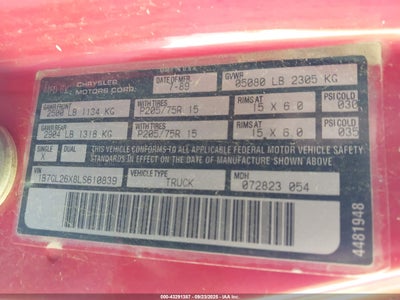 CHRYSLER MOTORS CORP. DATE OF MFR 7-89 GVWR 05080 LB 2305 KG
GAWR FRONT 2500 LB 1134 KG WITH TIRES P205/75R 15 RIMS AT 15 X 6.0 PSI COLD 030
GAWR REAR 2904 LB 1318 KG WITH TIRES P205/75R 15 RIMS AT 15 X 6.0 PSI COLD 035
SINGLE X DUAL THIS VEHICLE CONFORMS TO ALL APPLICABLE FEDERAL MOTOR VEHICLE SAFETY
STANDARDS IN EFFECT ON THE DATE OF MANUFACTURE SHOWN ABOVE
VIN 1B7GL26X8LS610839 VEHICLE TYPE TRUCK MDH 072823 054
4481948
000-43291367 - 09/23/2025 - IAAI.COM